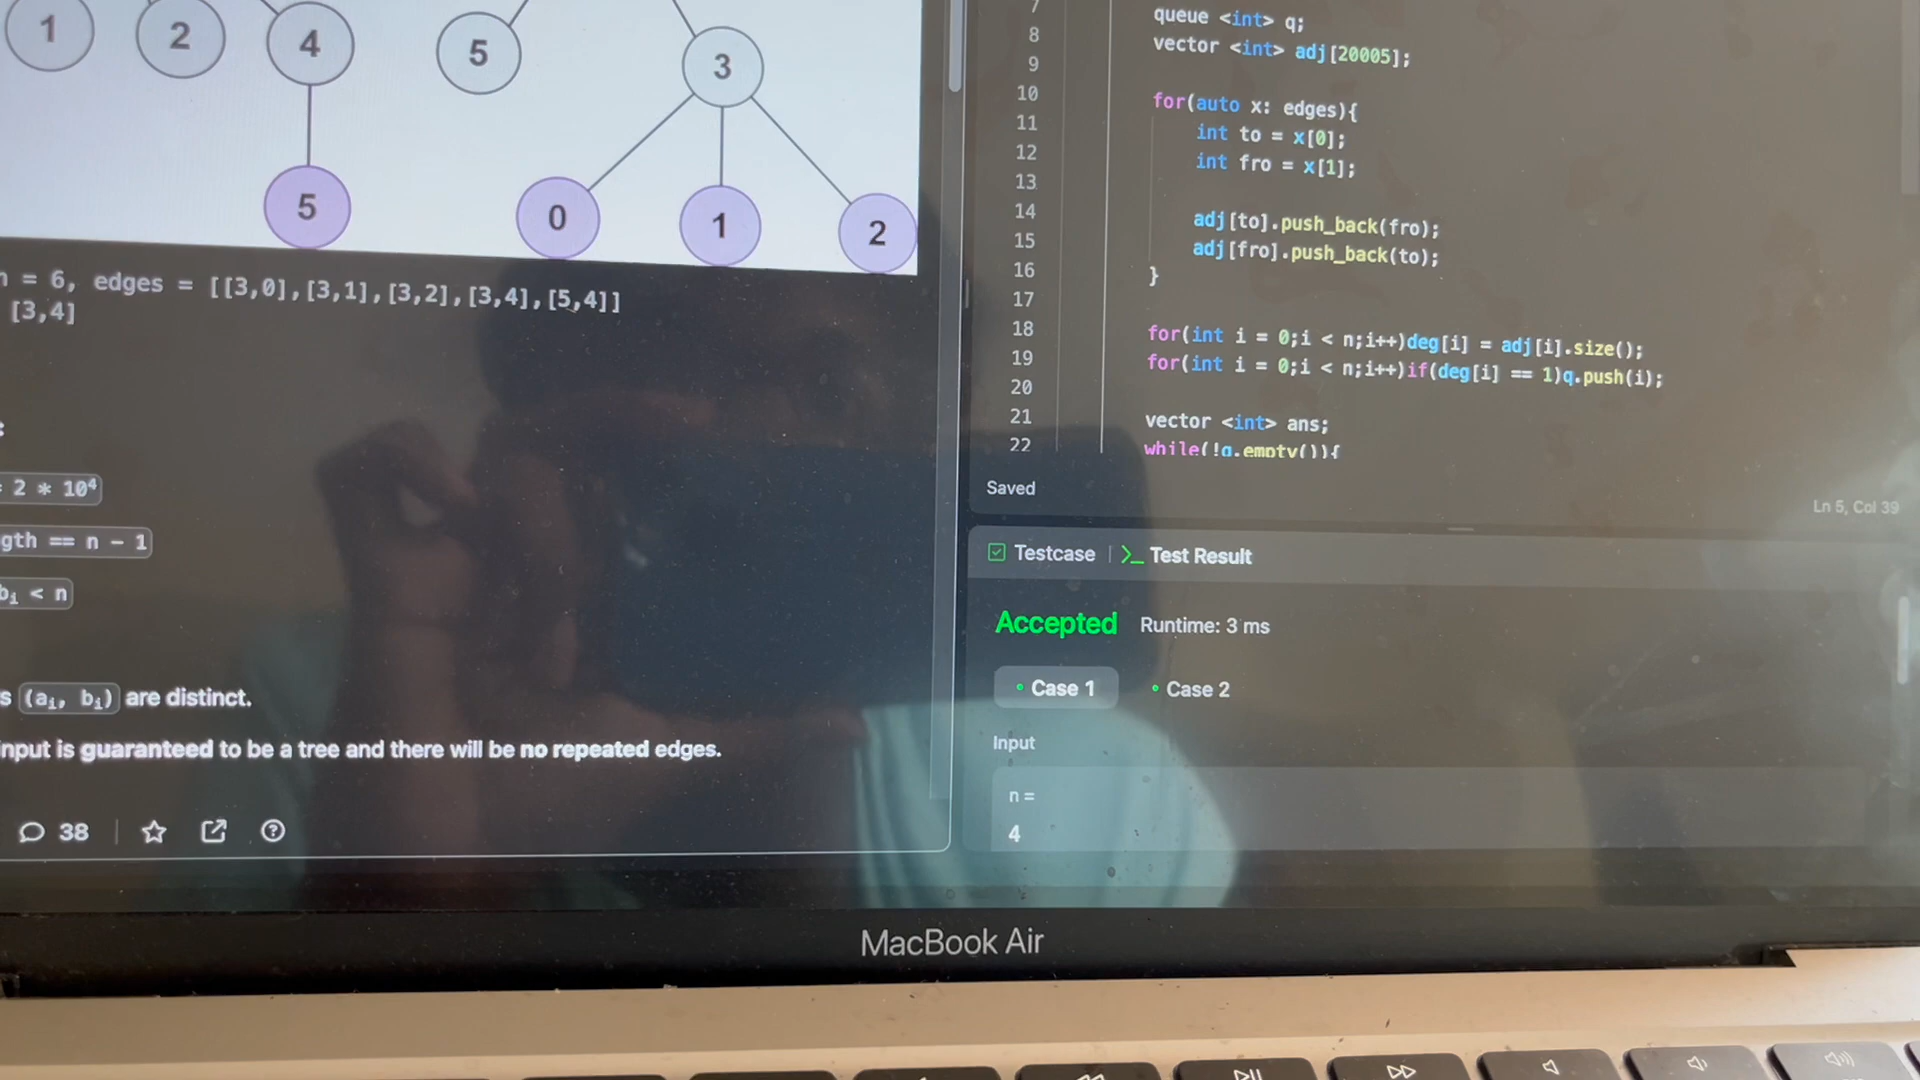 1
2
4
5
3
5
0
1
2
n = 6, edges = [[3,0],[3,1],[3,2],[3,4],[5,4]]
[3,4]
:
2 * 10⁴
gth == n - 1
bᵢ < n
s (aᵢ, bᵢ) are distinct.
nput is guaranteed to be a tree and there will be no repeated edges.
38
7
8 queue <int> q;
9 vector <int> adj[20005];
10
11 for(auto x: edges){
12 int to = x[0];
13 int fro = x[1];
14
15 adj[to].push_back(fro);
16 adj[fro].push_back(to);
17 }
18
19 for(int i = 0;i < n;i++)deg[i] = adj[i].size();
20 for(int i = 0;i < n;i++)if(deg[i] == 1)q.push(i);
21
22 vector <int> ans;
while(!q.empty()){
Saved
Ln 5, Col 39
Testcase
>_ Test Result
Accepted Runtime: 3 ms
Case 1
Case 2
Input
n =
4
MacBook Air